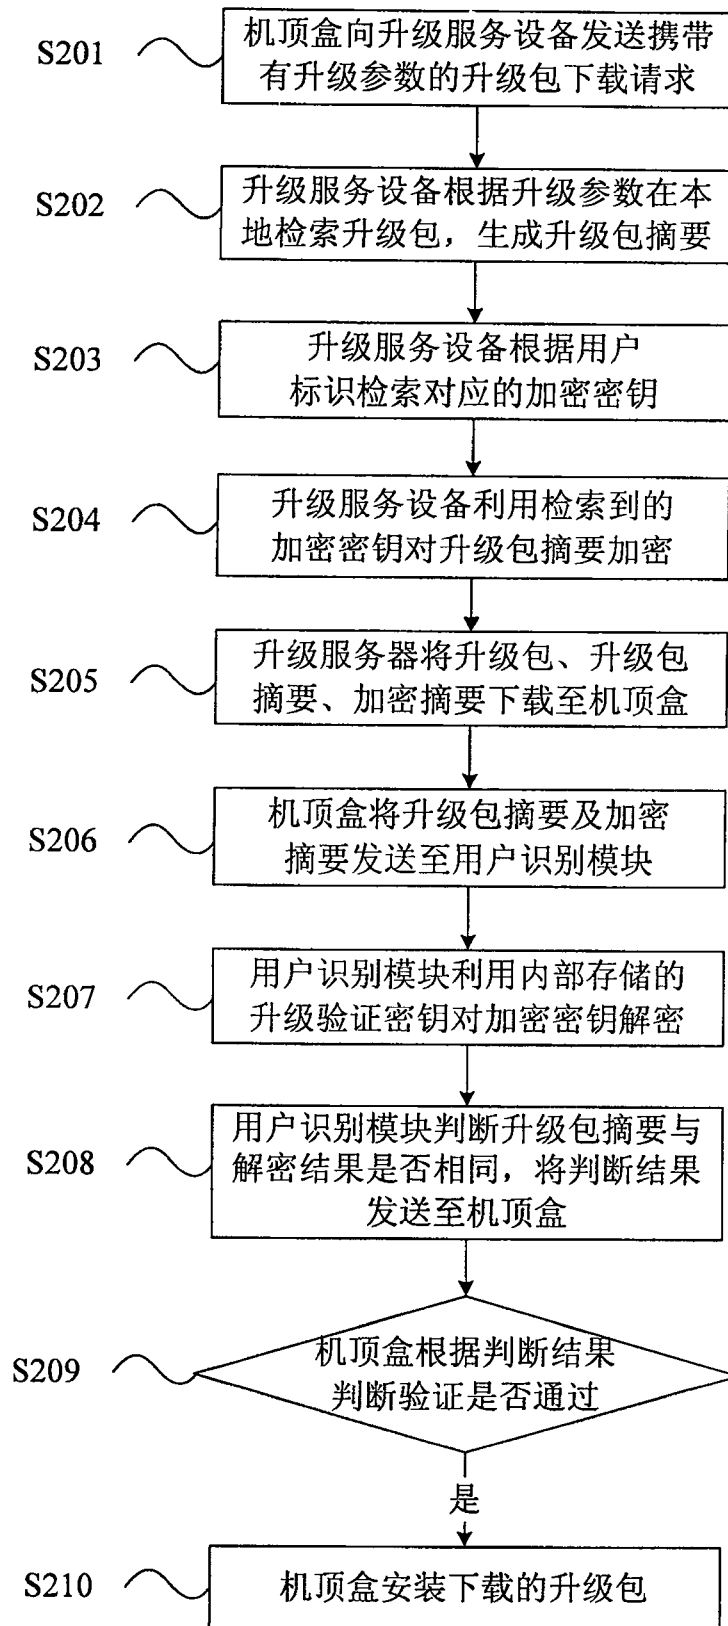 S201
机顶盒向升级服务设备发送携带
有升级参数的升级包下载请求
S202
升级服务设备根据升级参数在本
地检索升级包，生成升级包摘要
S203
升级服务设备根据用户
标识检索对应的加密密钥
S204
升级服务设备利用检索到的
加密密钥对升级包摘要加密
S205
升级服务器将升级包、升级包
摘要、加密摘要下载至机顶盒
S206
机顶盒将升级包摘要及加密
摘要发送至用户识别模块
S207
用户识别模块利用内部存储的
升级验证密钥对加密密钥解密
S208
用户识别模块判断升级包摘要与
解密结果是否相同，将判断结果
发送至机顶盒
S209
机顶盒根据判断结果
判断验证是否通过
是
S210
机顶盒安装下载的升级包